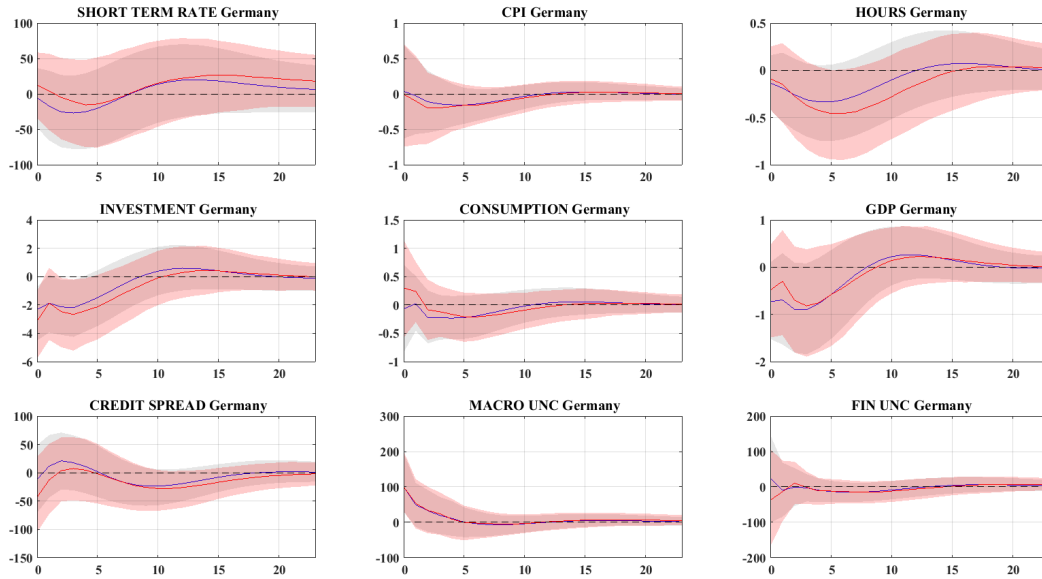 SHORT TERM RATE Germany
100
50
0
-50
-100
0 5 10 15 20
CPI Germany
1
0.5
0
-0.5
-1
0 5 10 15 20
HOURS Germany
0.5
0
-0.5
-1
0 5 10 15 20
INVESTMENT Germany
4
2
0
-2
-4
-6
0 5 10 15 20
CONSUMPTION Germany
1.5
1
0.5
0
-0.5
-1
0 5 10 15 20
GDP Germany
1
0
-1
-2
0 5 10 15 20
CREDIT SPREAD Germany
100
50
0
-50
-100
-150
0 5 10 15 20
MACRO UNC Germany
300
200
100
0
-100
0 5 10 15 20
FIN UNC Germany
200
100
0
-100
-200
0 5 10 15 20